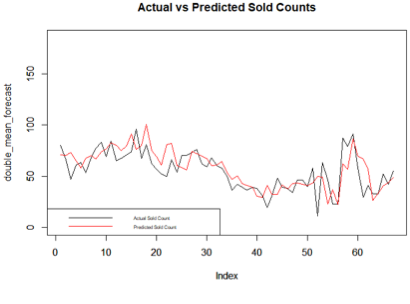 Actual vs Predicted Sold Counts
double_mean_forecast
150
100
50
0
Actual Sold Count
Predicted Sold Count
0 10 20 30 40 50 60
Index